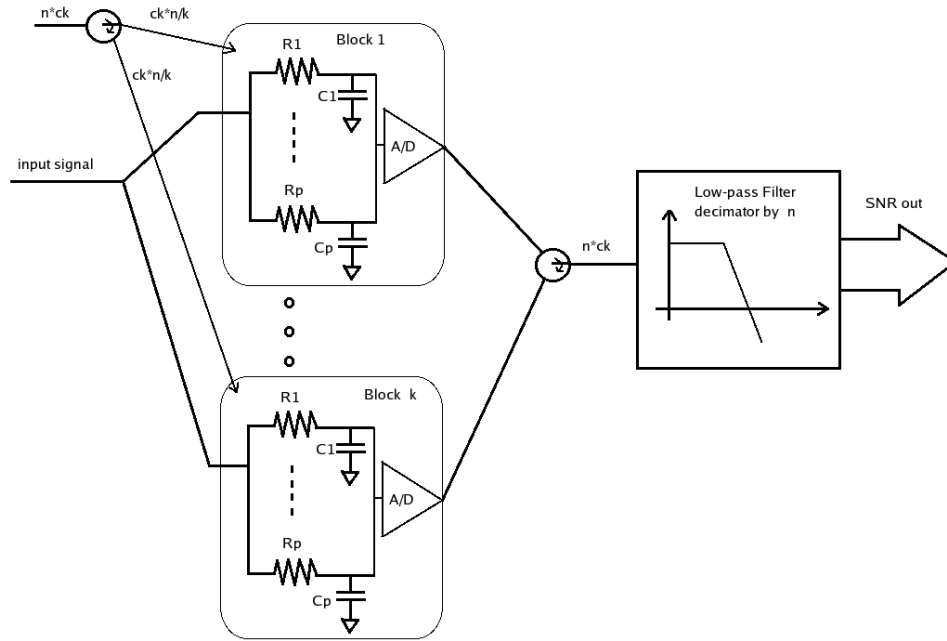 n*ck
ck*n/k
ck*n/k
Block 1
R1
C1
A/D
Rp
Cp
input signal
n*ck
Low-pass Filter
decimator by n
SNR out
Block k
R1
C1
A/D
Rp
Cp